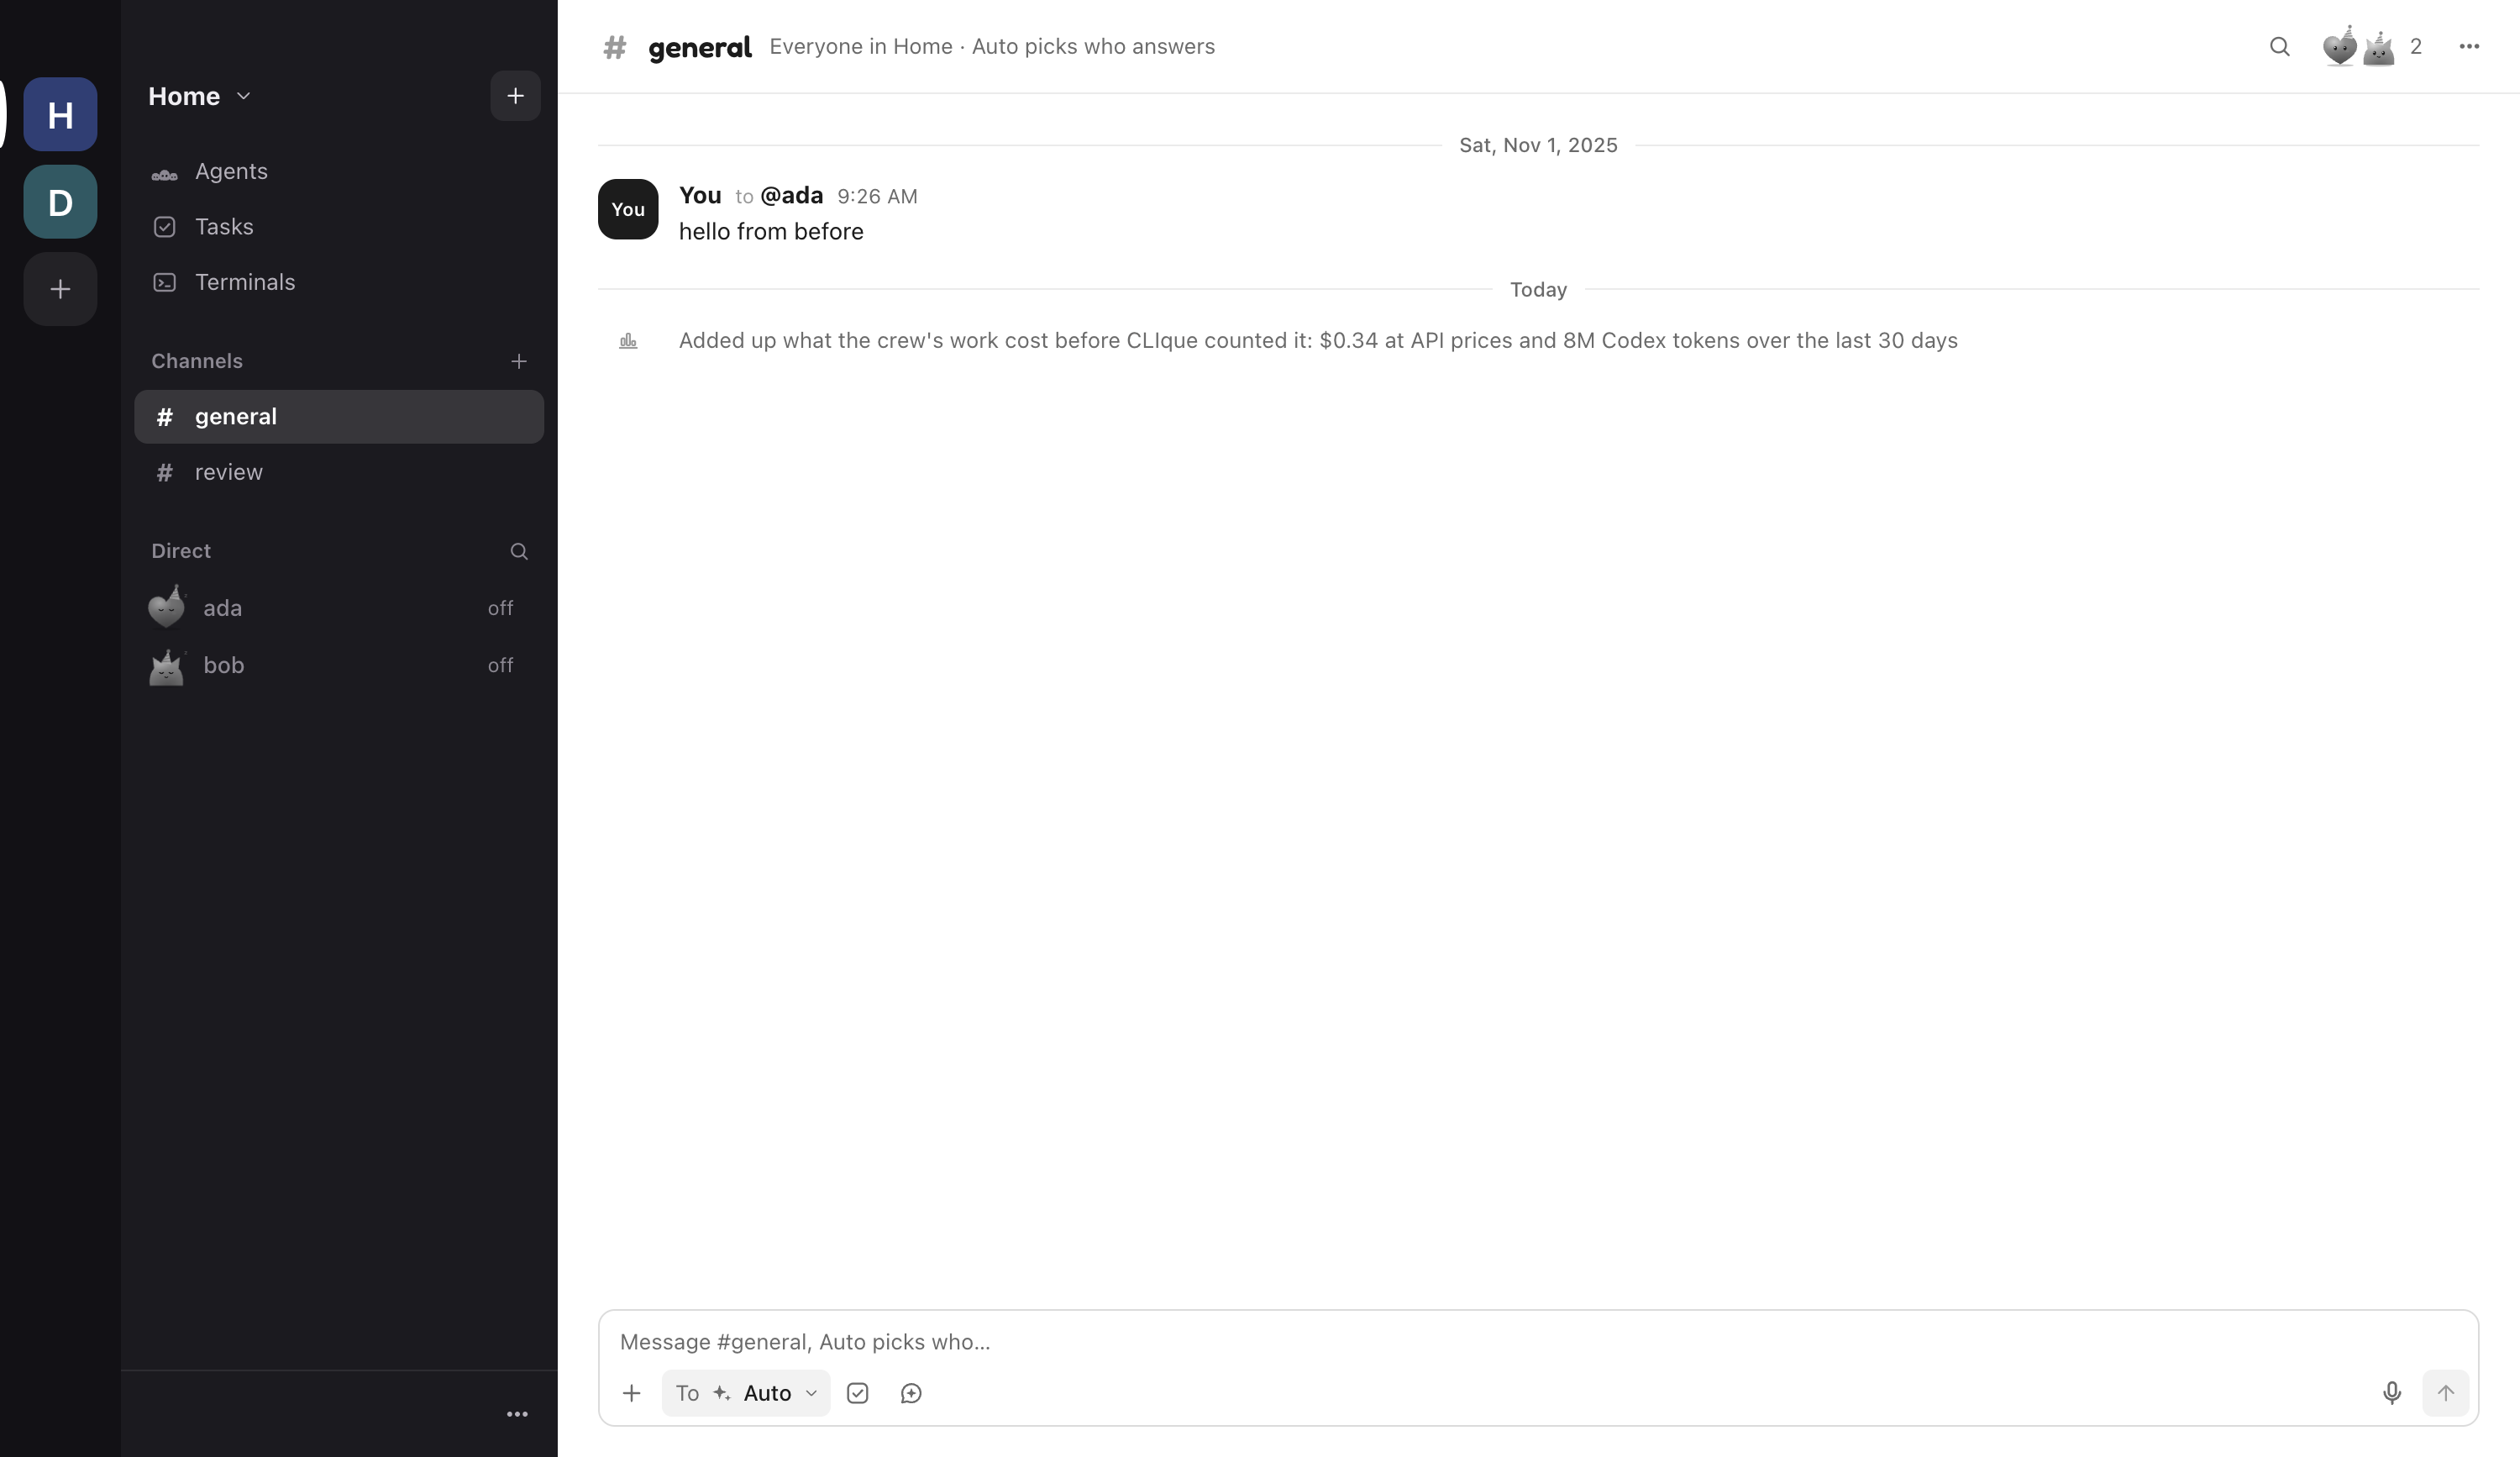 H
D
Home
Agents
Tasks
Terminals
Channels
# general
# review
Direct
ada off
bob off
# general Everyone in Home · Auto picks who answers
2
Sat, Nov 1, 2025
You
You to @ada 9:26 AM
hello from before
Today
Added up what the crew's work cost before CLIque counted it: $0.34 at API prices and 8M Codex tokens over the last 30 days
Message #general, Auto picks who...
To Auto